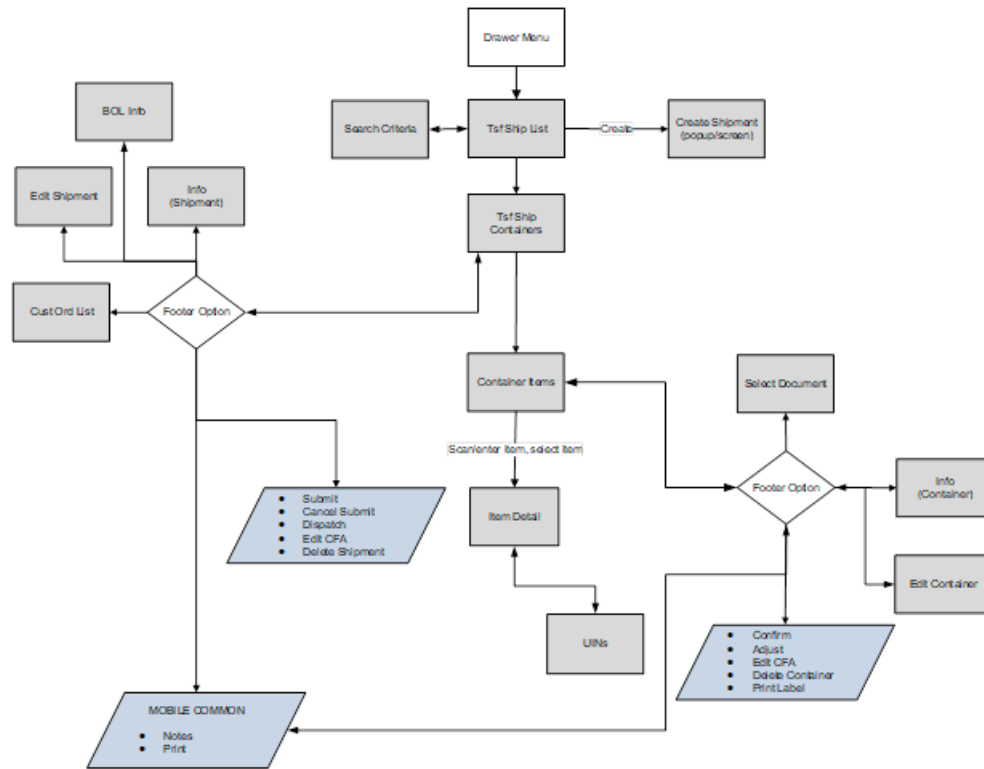 Drawer Menu
BOL Info
Search Criteria
Tsf Ship List
Create
Create Shipment
(popup/screen)
Edit Shipment
Info
(Shipment)
Tsf Ship
Containers
Cust Ord List
Footer Option
Container Items
Select Document
Scan/enter Item, select Item
Footer Option
Info
(Container)
● Submit
● Cancel Submit
● Dispatch
● Edit CFA
● Delete Shipment
Item Detail
Edit Container
UINs
● Confirm
● Adjust
● Edit CFA
● Delete Container
● Print Label
MOBILE COMMON
● Notes
● Print